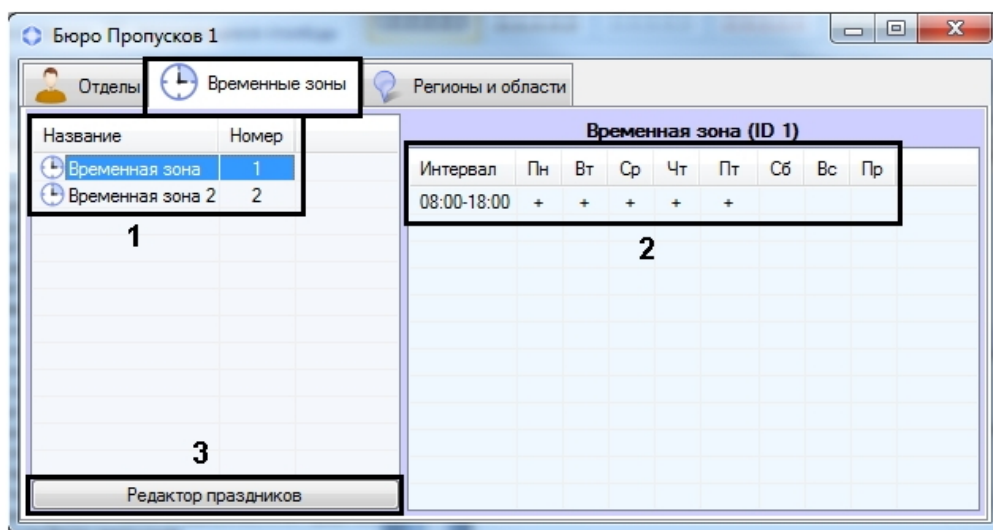 Бюро Пропусков 1
Отделы Временные зоны Регионы и области
Название Номер
Временная зона 1
Временная зона 2 2
1
Временная зона (ID 1)
Интервал Пн Вт Ср Чт Пт Сб Вс Пр
08:00-18:00 + + + + +
2
3
Редактор праздников